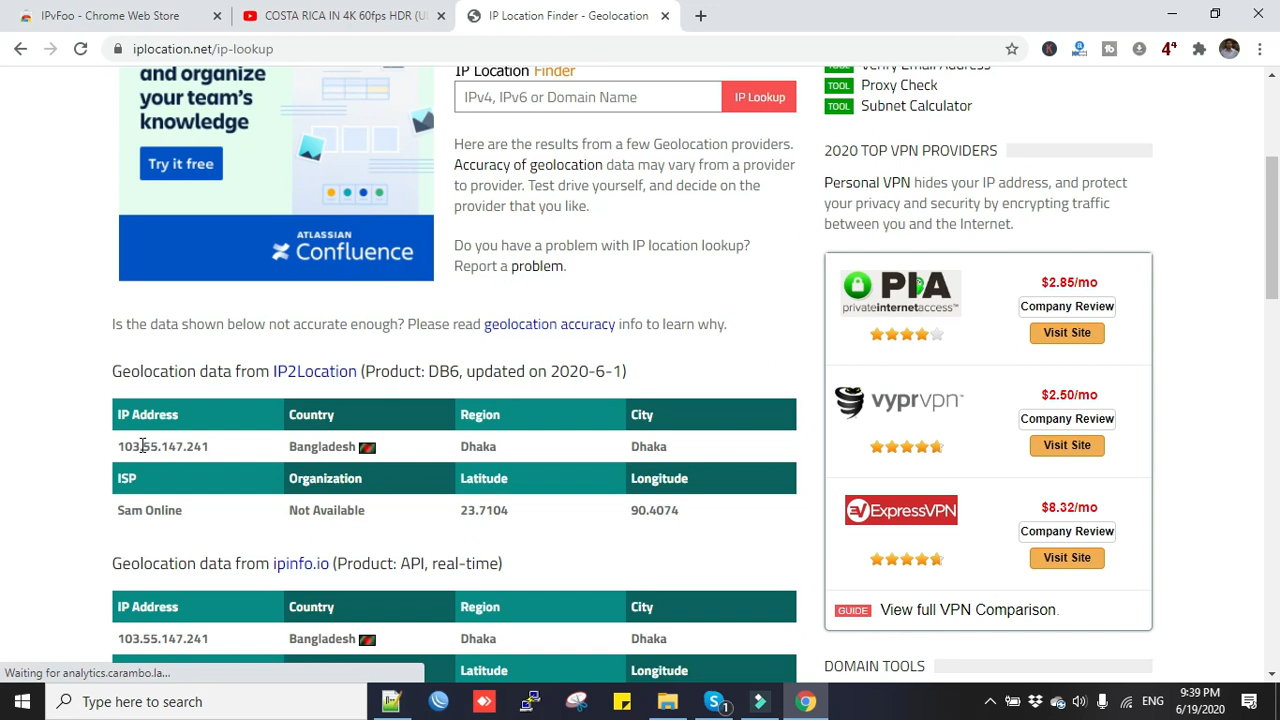 IPvFoo - Chrome Web Store
COSTA RICA IN 4K 60fps HDR (U
IP Location Finder - Geolocation
iplocation.net/ip-lookup
and organize
your team's
knowledge
Try it free
ATLASSIAN
Confluence
IP Location Finder
IPv4, IPv6 or Domain Name
IP Lookup
Here are the results from a few Geolocation providers.
Accuracy of geolocation data may vary from a provider
to provider. Test drive yourself, and decide on the
provider that you like.
Do you have a problem with IP location lookup?
Report a problem.
Is the data shown below not accurate enough? Please read geolocation accuracy info to learn why.
Geolocation data from IP2Location (Product: DB6, updated on 2020-6-1)
IP Address Country Region City
103.55.147.241 Bangladesh Dhaka Dhaka
ISP Organization Latitude Longitude
Sam Online Not Available 23.7104 90.4074
Geolocation data from ipinfo.io (Product: API, real-time)
IP Address Country Region City
103.55.147.241 Bangladesh Dhaka Dhaka
Latitude Longitude
TOOL Verify Email Address
TOOL Proxy Check
TOOL Subnet Calculator
2020 TOP VPN PROVIDERS
Personal VPN hides your IP address, and protect
your privacy and security by encrypting traffic
between you and the Internet.
PIA
privateinternetaccess™
$2.85/mo
Company Review
Visit Site
vyprvpn
$2.50/mo
Company Review
Visit Site
ExpressVPN
$8.32/mo
Company Review
Visit Site
GUIDE View full VPN Comparison.
DOMAIN TOOLS
Waiting for analytics.carambo.la...
Type here to search
ENG
9:39 PM
6/19/2020